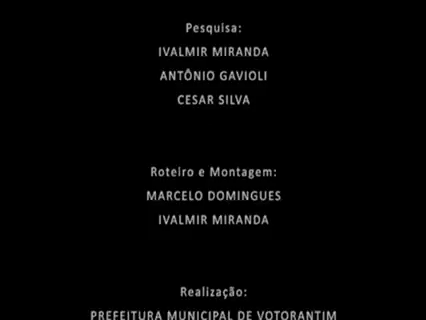 Pesquisa:
IVALMIR MIRANDA
ANTÔNIO GAVIOLI
CESAR SILVA
Roteiro e Montagem:
MARCELO DOMINGUES
IVALMIR MIRANDA
Realização:
PREFEITURA MUNICIPAL DE VOTORANTIM